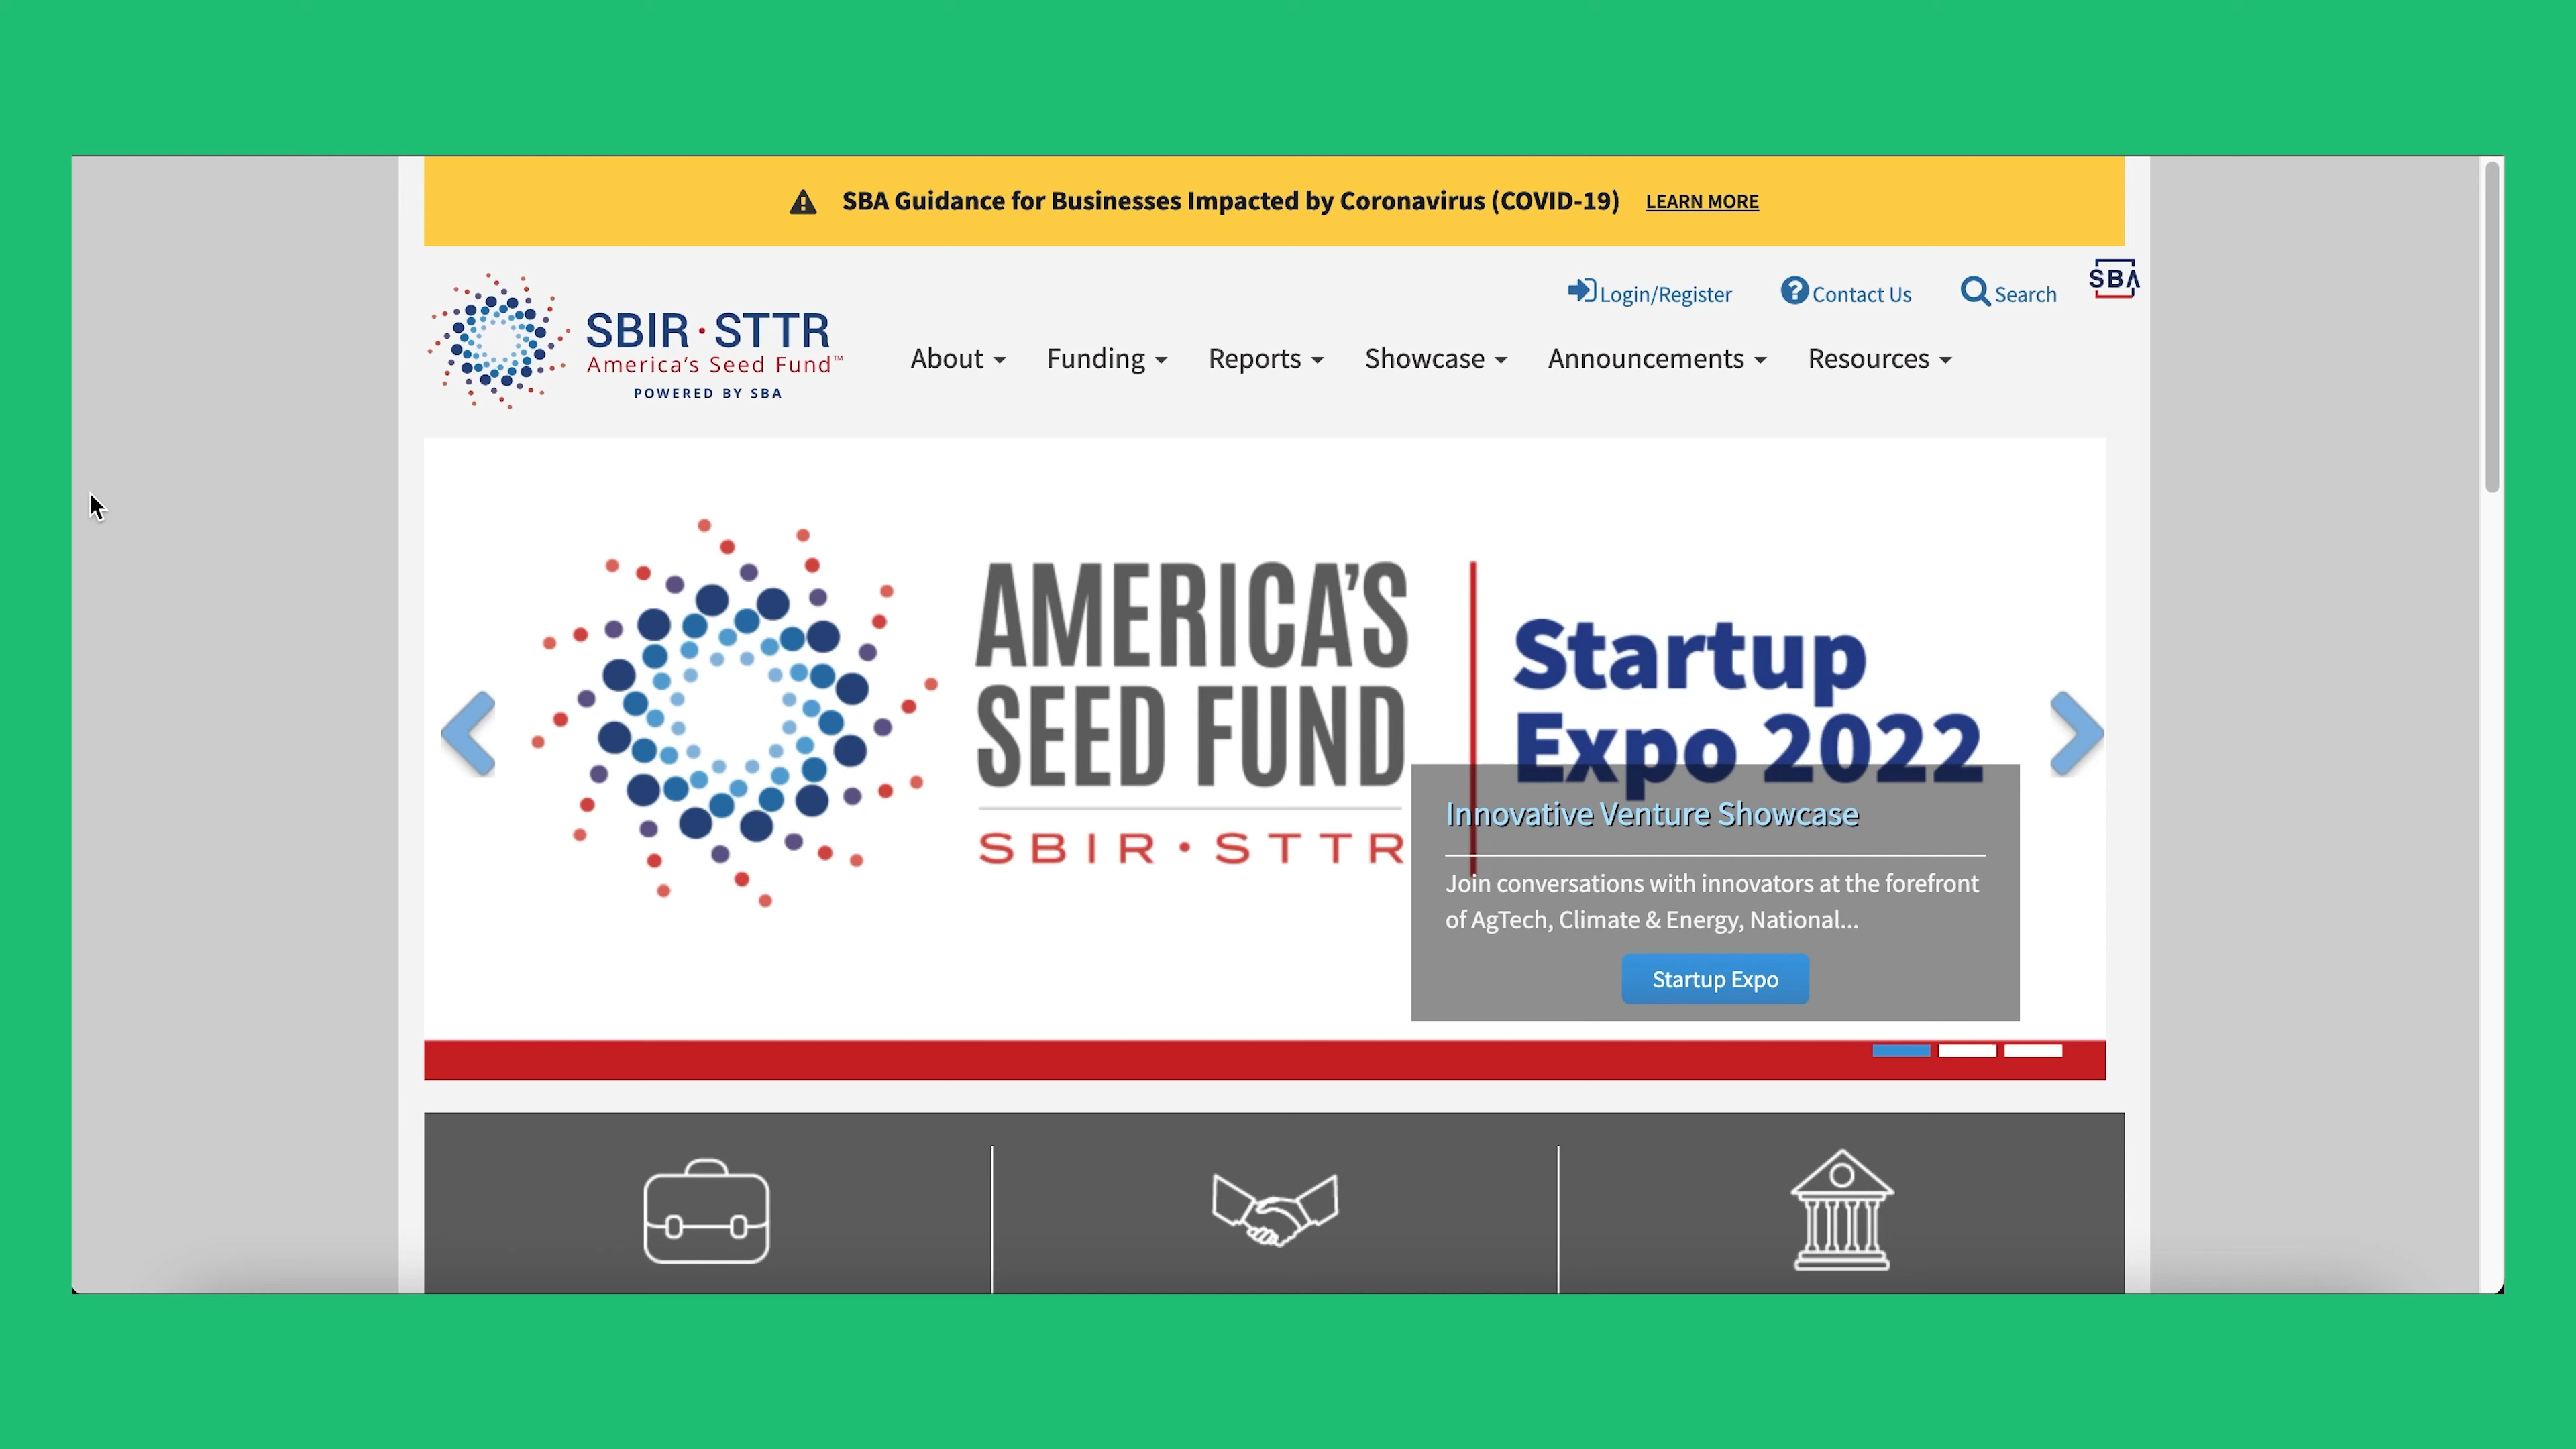 SBA Guidance for Businesses Impacted by Coronavirus (COVID-19) LEARN MORE
Login/Register Contact Us Search SBA
SBIR·STTR
America's Seed Fund™
POWERED BY SBA
About Funding Reports Showcase Announcements Resources
AMERICA'S
SEED FUND
SBIR·STTR
Startup
Expo 2022
Innovative Venture Showcase
Join conversations with innovators at the forefront
of AgTech, Climate & Energy, National...
Startup Expo